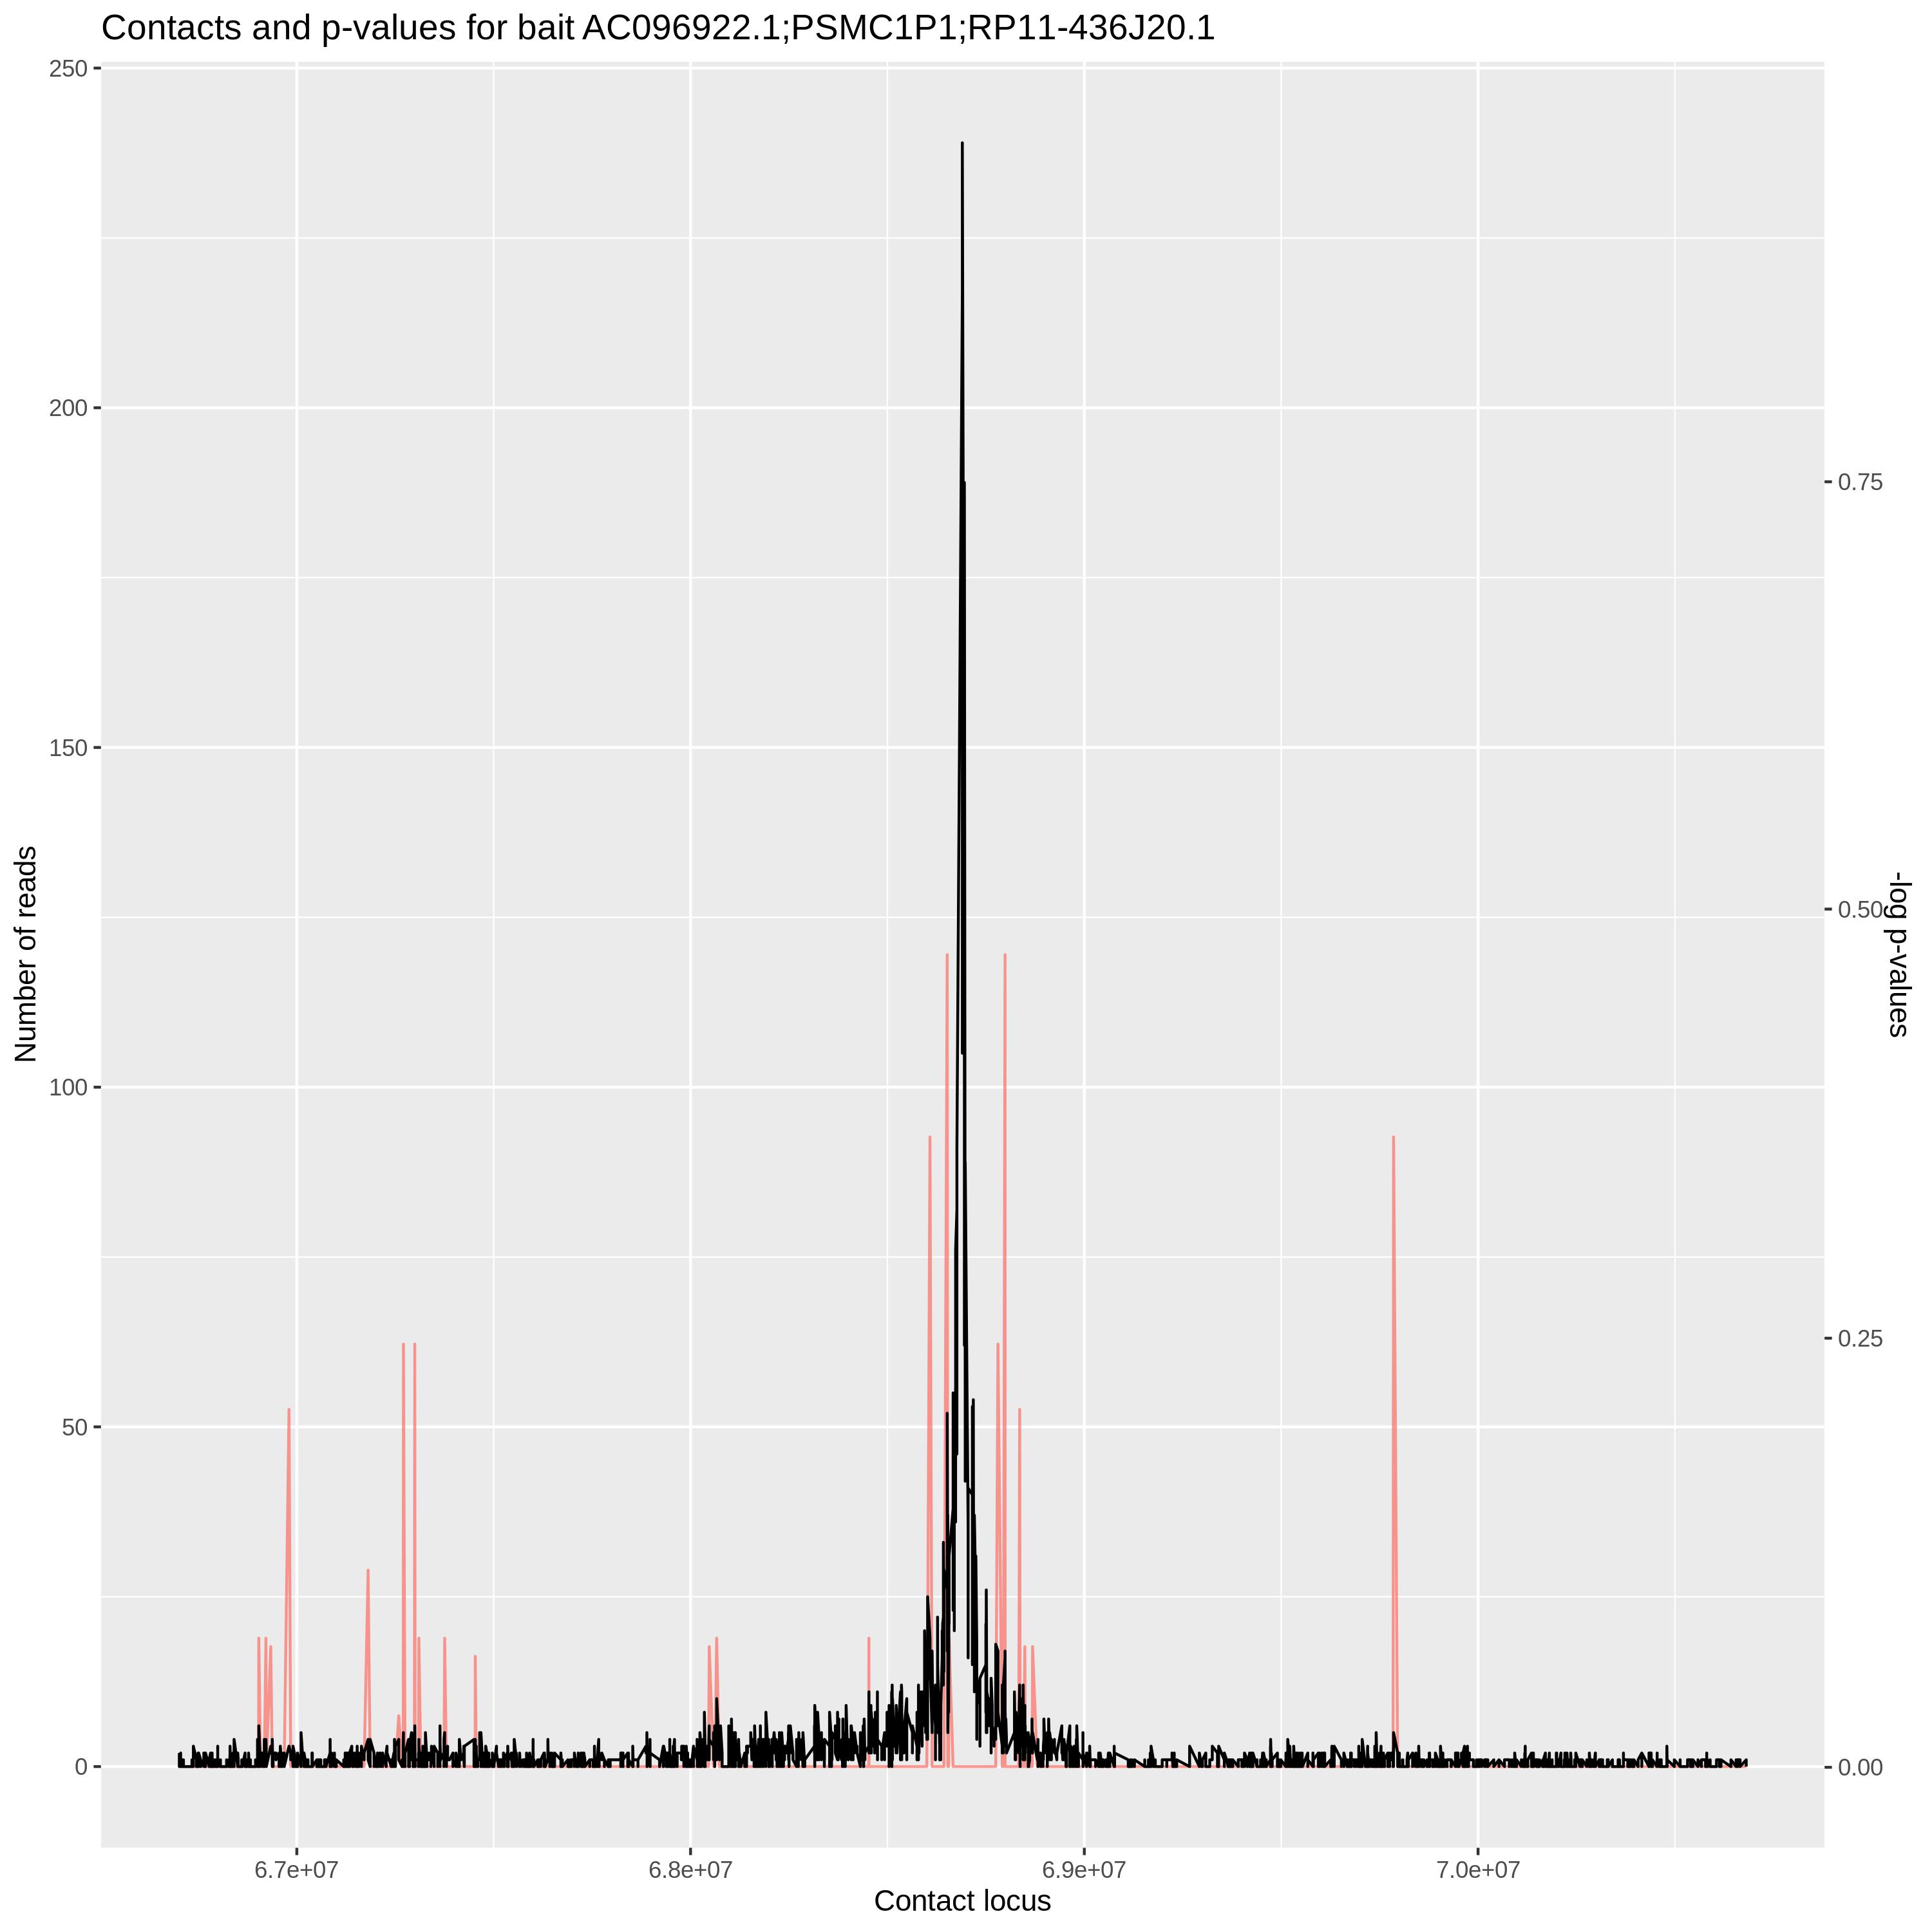 Contacts and p-values for bait AC096922.1;PSMC1P1;RP11-436J20.1
250
200
150
100
50
0
Number of reads
0.75
0.50
0.25
0.00
-log p-values
6.7e+07
6.8e+07
6.9e+07
7.0e+07
Contact locus